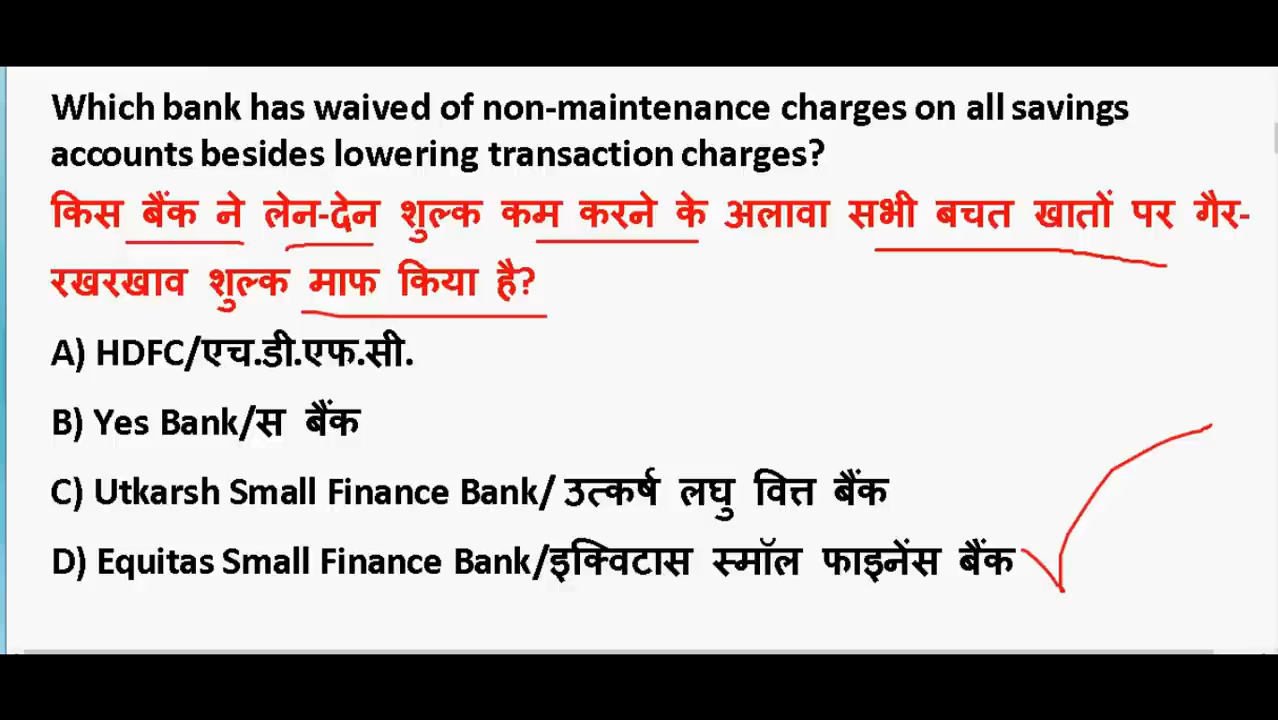 Which bank has waived of non-maintenance charges on all savings
accounts besides lowering transaction charges?
किस बैंक ने लेन-देन शुल्क कम करने के अलावा सभी बचत खातों पर गैर-
रखरखाव शुल्क माफ किया है?
A) HDFC/एच.डी.एफ.सी.
B) Yes Bank/स बैंक
C) Utkarsh Small Finance Bank/ उत्कर्ष लघु वित्त बैंक
D) Equitas Small Finance Bank/इक्विटास स्मॉल फाइनेंस बैंक